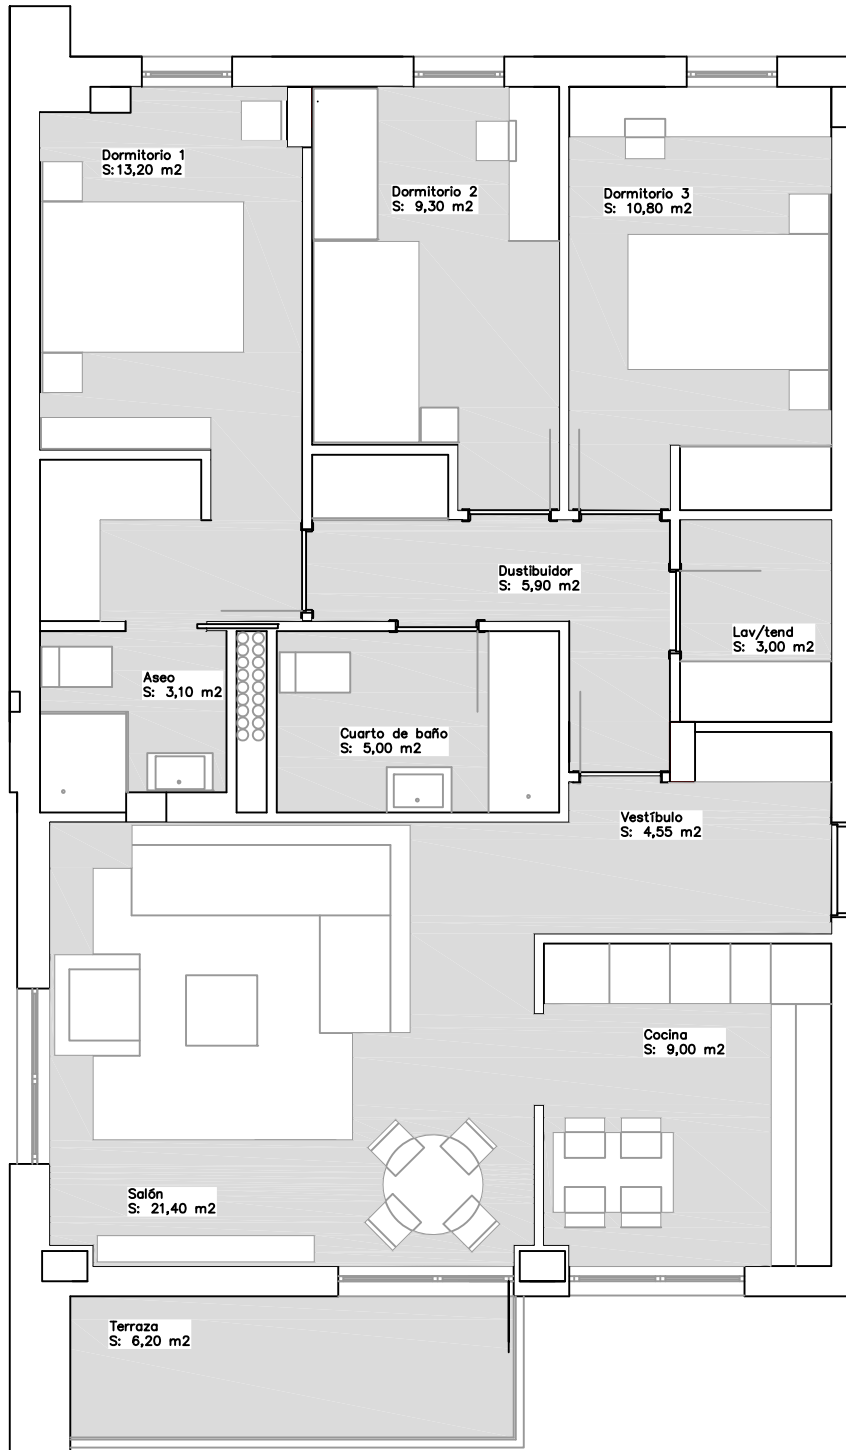 Dormitorio 1
S:13,20 m2
Dormitorio 2
S: 9,30 m2
Dormitorio 3
S: 10,80 m2
Dustibuidor
S: 5,90 m2
Lav/tend
S: 3,00 m2
Aseo
S: 3,10 m2
Cuarto de baño
S: 5,00 m2
Vestíbulo
S: 4,55 m2
Cocina
S: 9,00 m2
Salón
S: 21,40 m2
Terraza
S: 6,20 m2